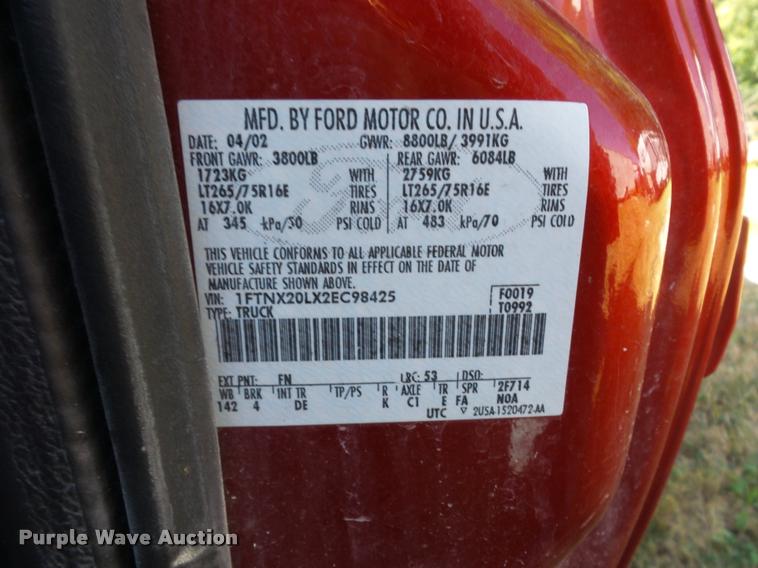 MFD. BY FORD MOTOR CO. IN U.S.A.
DATE: 04/02 GVWR: 8800LB/ 3991KG
FRONT GAWR: 3800LB REAR GAWR: 6084LB
1723KG WITH 2759KG WITH
LT265/75R16E TIRES LT265/75R16E TIRES
16X7.0K RIMS 16X7.0K RIMS
AT 345 kPa/50 PSI COLD AT 483 kPa/70 PSI COLD
THIS VEHICLE CONFORMS TO ALL APPLICABLE FEDERAL MOTOR
VEHICLE SAFETY STANDARDS IN EFFECT ON THE DATE OF
MANUFACTURE SHOWN ABOVE.
VIN: 1FTNX20LX2EC98425 F0019
TYPE: TRUCK T0992
EXT PNT: FN RC: 53 DSO:
WB BRK INT TR TP/PS R AXLE TR SPR 2F714
142 4 DE K C1 E FA NOA
UTC ▽ 2USA-1520472-AA
Purple Wave Auction